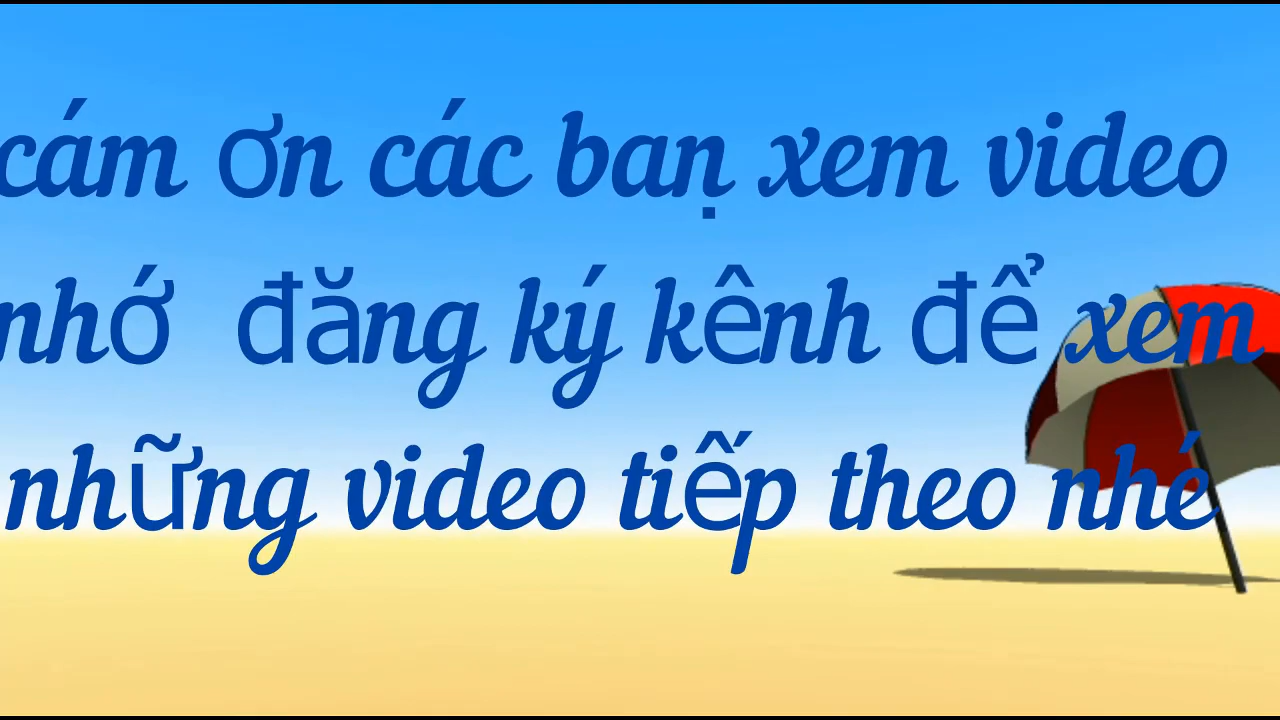 cám ơn các bạn xem video
nhớ đăng ký kênh để xem
những video tiếp theo nhé